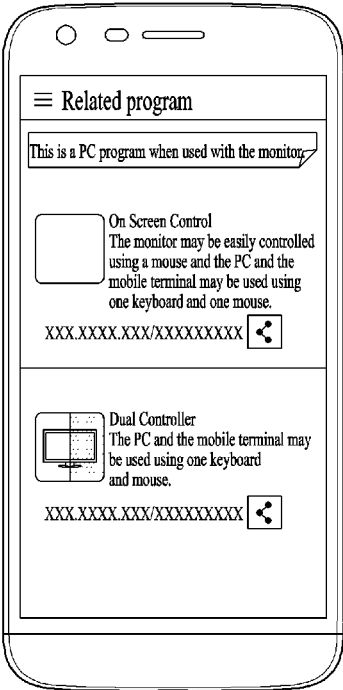 Related program
This is a PC program when used with the monitor.
On Screen Control
The monitor may be easily controlled
using a mouse and the PC and the
mobile terminal may be used using
one keyboard and one mouse.
XXX.XXXX.XXX/XXXXXXXXX
Dual Controller
The PC and the mobile terminal may
be used using one keyboard
and mouse.
XXX.XXXX.XXX/XXXXXXXXX